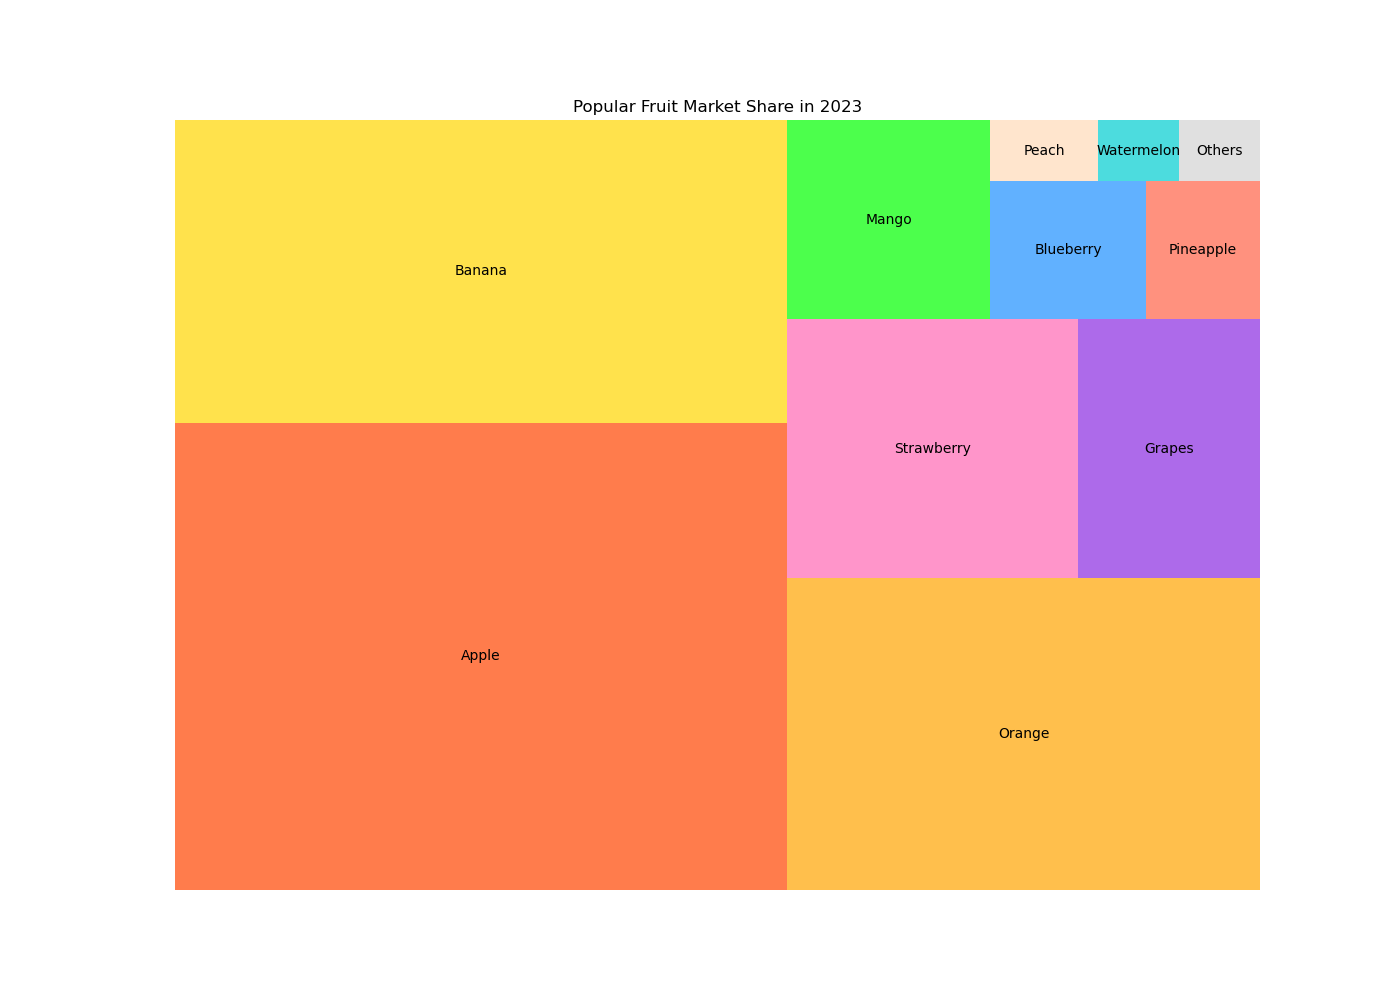 Popular Fruit Market Share in 2023
Peach
Watermelon
Others
Mango
Blueberry
Pineapple
Banana
Strawberry
Grapes
Apple
Orange